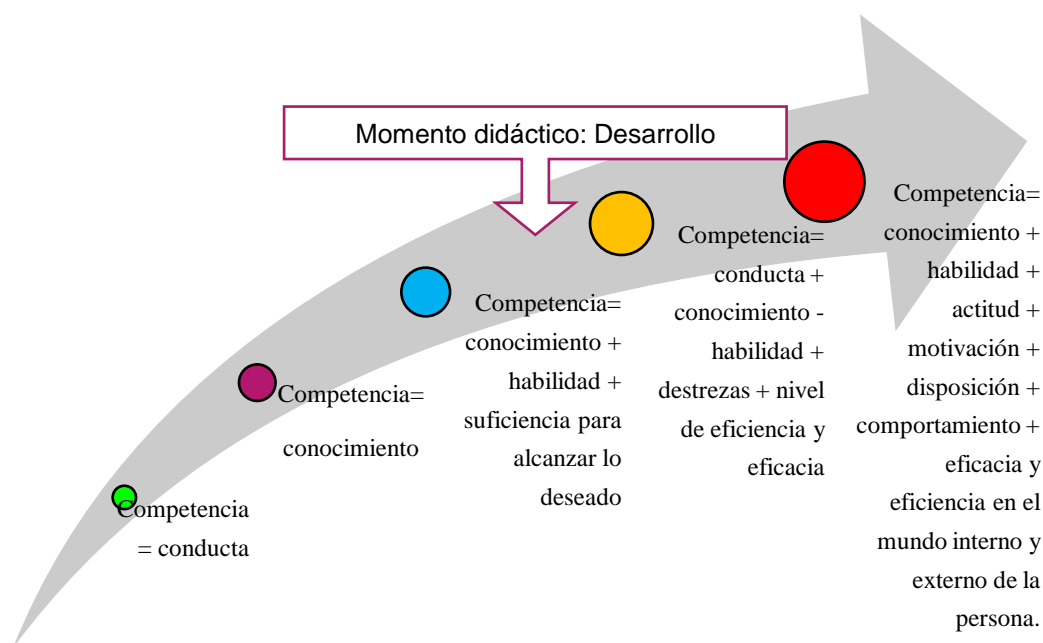 Momento didáctico: Desarrollo
Competencia
= conducta
Competencia=
conocimiento
Competencia=
conocimiento +
habilidad +
suficiencia para
alcanzar lo
deseado
Competencia=
conducta +
conocimiento -
habilidad +
destrezas + nivel
de eficiencia y
eficacia
Competencia=
conocimiento +
habilidad +
actitud +
motivación +
disposición +
comportamiento +
eficacia y
eficiencia en el
mundo interno y
externo de la
persona.